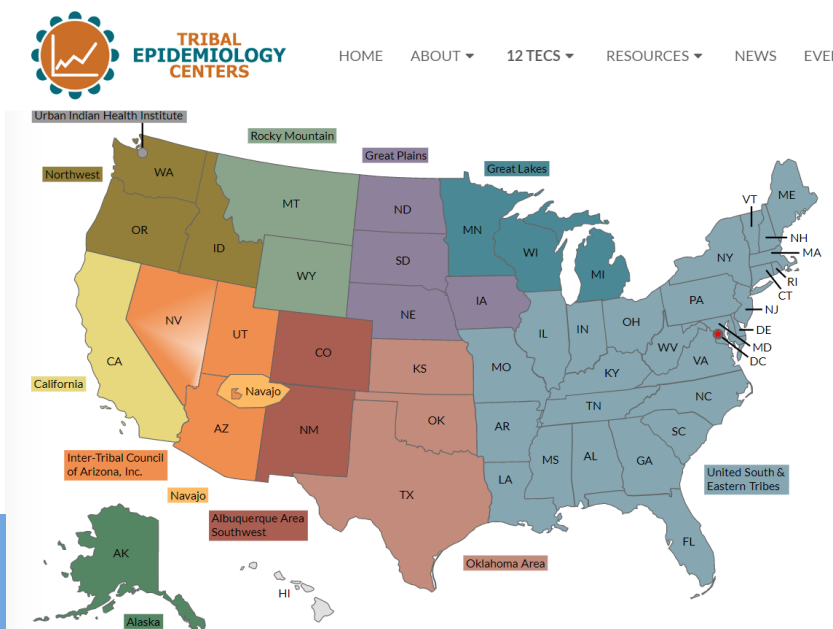 TRIBAL
EPIDEMIOLOGY
CENTERS
HOME
ABOUT
12 TECS
RESOURCES
NEWS
EVE
Urban Indian Health Institute
Rocky Mountain
Great Plains
Great Lakes
Northwest
WA
OR
ID
MT
WY
ND
SD
NE
IA
MN
WI
MI
VT
ME
NH
MA
NY
RI
CT
NJ
PA
DE
MD
DC
CA
NV
UT
CO
KS
MO
IL
IN
OH
WV
VA
KY
California
Navajo
AZ
NM
OK
TX
AR
LA
TN
NC
SC
MS
AL
GA
FL
Inter-Tribal Council
of Arizona, Inc.
Navajo
Albuquerque Area
Southwest
United South &
Eastern Tribes
Oklahoma Area
AK
HI
Alaska